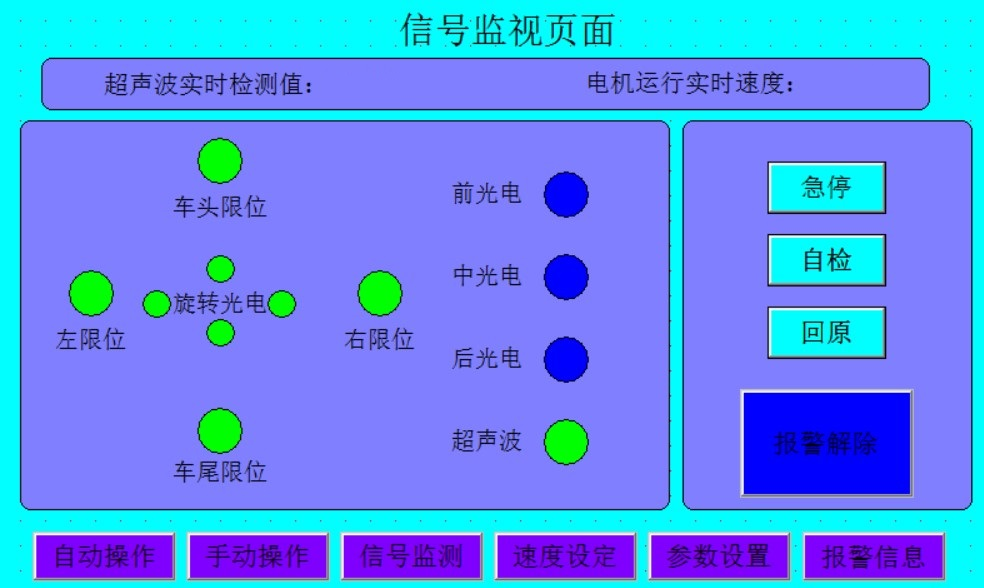 信号监视页面
超声波实时检测值:
电机运行实时速度:
车头限位
前光电
急停
中光电
自检
旋转光电
左限位
右限位
回原
后光电
超声波
报警解除
车尾限位
自动操作
手动操作
信号监测
速度设定
参数设置
报警信息